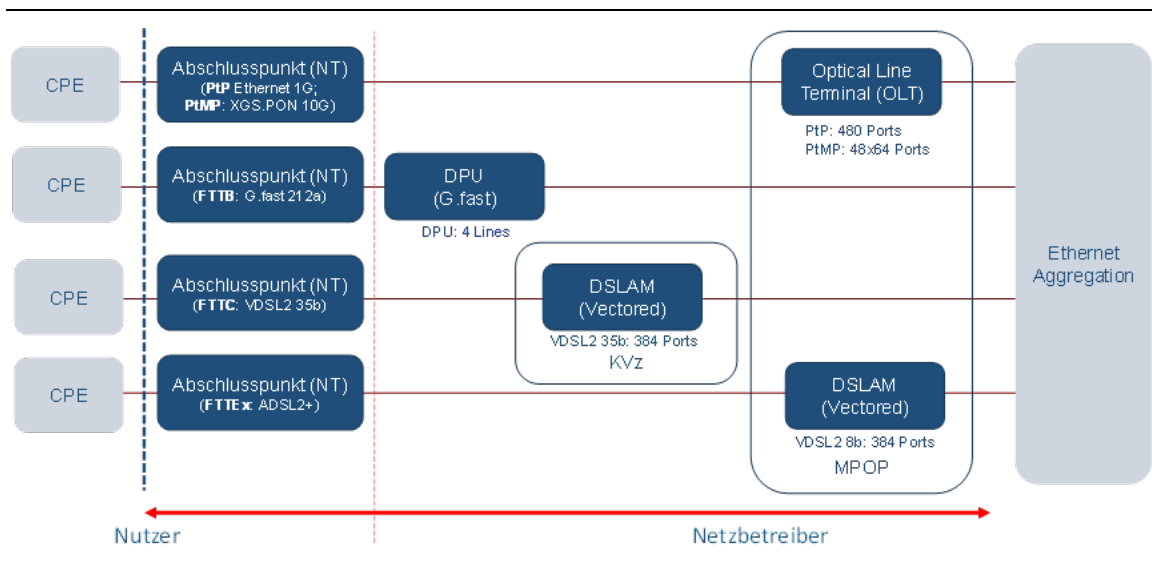 CPE
Abschlusspunkt (NT)
(PtP Ethernet 1G;
PtMP: XGS.PON 10G)
Optical Line
Terminal (OLT)
PtP: 480 Ports
PtMP: 48x64 Ports
CPE
Abschlusspunkt (NT)
(FTTB: G.fast 212a)
DPU
(G.fast)
DPU: 4 Lines
CPE
Abschlusspunkt (NT)
(FTTC: VDSL2 35b)
DSLAM
(Vectored)
VDSL2 35b: 384 Ports
KVz
CPE
Abschlusspunkt (NT)
(FTTEx: ADSL2+)
DSLAM
(Vectored)
VDSL2 8b: 384 Ports
MPOP
Ethernet
Aggregation
Nutzer
Netzbetreiber